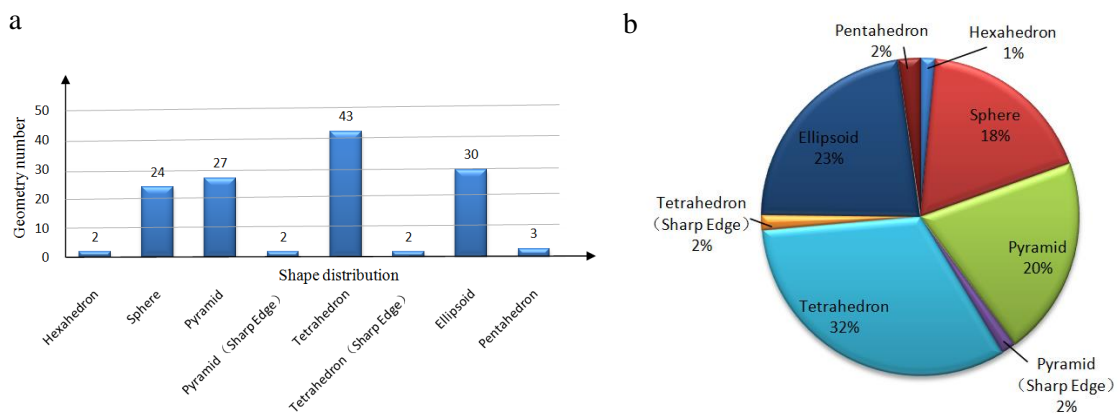 a
50
40
30
20
10
0
Geometry number
2
24
27
2
43
2
30
3
Shape distribution
Hexahedron
Sphere
Pyramid
Pyramid（Sharp Edge）
Tetrahedron
Tetrahedron（Sharp Edge）
Ellipsoid
Pentahedron
b
Pentahedron
2%
Hexahedron
1%
Sphere
18%
Pyramid
20%
Pyramid
（Sharp Edge）
2%
Tetrahedron
32%
Tetrahedron
（Sharp Edge）
2%
Ellipsoid
23%